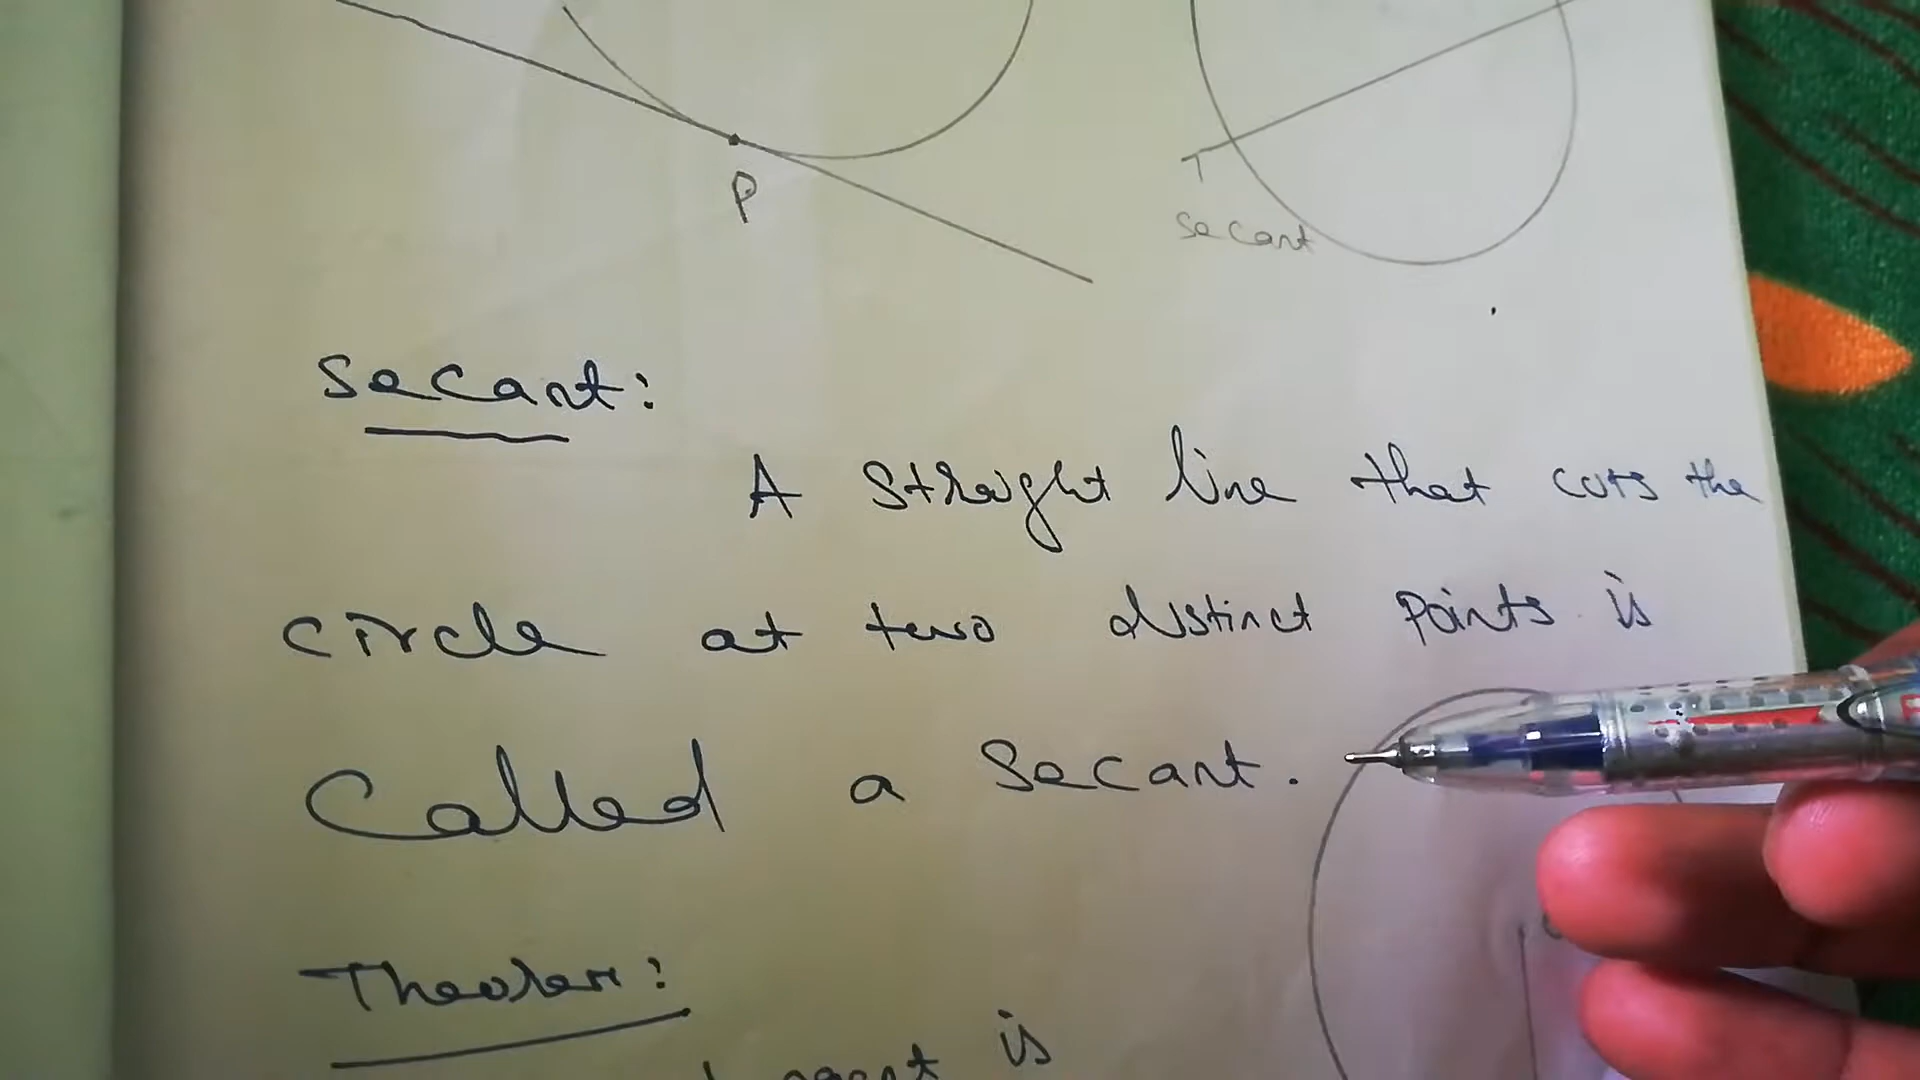 P
T
Secant
Secant:
A straight line that cuts the
circle at two distinct points is
Called a Secant.
Theorem:
is